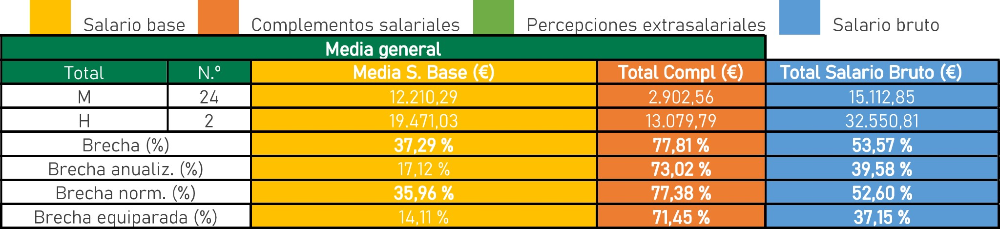 Salario base Complementos salariales Percepciones extrasalariales Salario bruto
Media general
Total N.º Media S. Base (€) Total Compl (€) Total Salario Bruto (€)
M 24 12.210,29 2.902,56 15.112,85
H 2 19.471,03 13.079,79 32.550,81
Brecha (%) 37,29 % 77,81 % 53,57 %
Brecha anualiz. (%) 17,12 % 73,02 % 39,58 %
Brecha norm. (%) 35,96 % 77,38 % 52,60 %
Brecha equiparada (%) 14,11 % 71,45 % 37,15 %